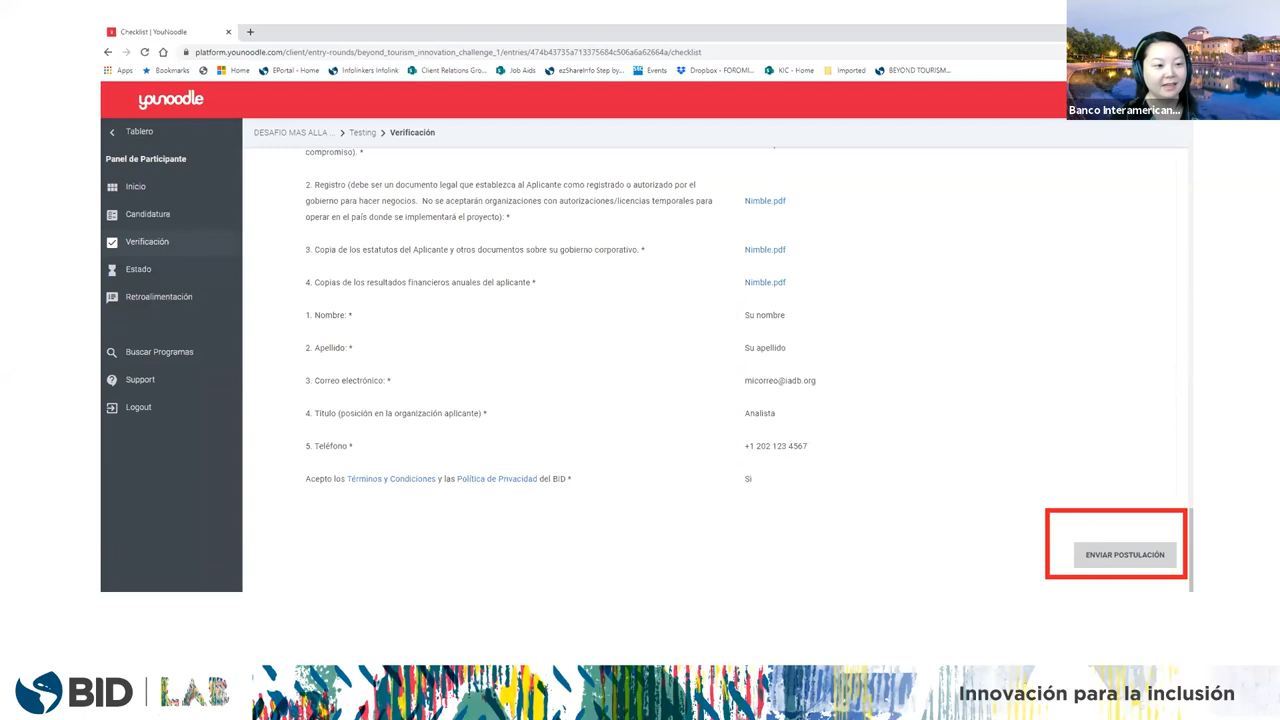 Checklist | YouNoodle
platform.younoodle.com/client/entry-rounds/beyond_tourism_innovation_challenge_1/entries/474b43735a713375684c506a6a62664a/checklist
Apps Bookmarks Home EPortal - Home Infolinkers Infolink Client Relations Grou... Job Aids ezShareInfo Step by... Events Dropbox - FOROMI... KIC - Home Imported BEYOND TOURISM...
younoodle
Banco Interamerican...
Tablero
DESAFIO MAS ALLA ... > Testing > Verificación
Panel de Participante
Inicio
Candidatura
Verificación
Estado
Retroalimentación
Buscar Programas
Support
Logout
compromiso). *
2. Registro (debe ser un documento legal que establezca al Aplicante como registrado o autorizado por el
gobierno para hacer negocios. No se aceptarán organizaciones con autorizaciones/licencias temporales para
operar en el país donde se implementará el proyecto): *
Nimble.pdf
3. Copia de los estatutos del Aplicante y otros documentos sobre su gobierno corporativo. * Nimble.pdf
4. Copias de los resultados financieros anuales del aplicante * Nimble.pdf
1. Nombre: * Su nombre
2. Apellido: * Su apellido
3. Correo electrónico: * micorreo@iadb.org
4. Título (posición en la organización aplicante) * Analista
5. Teléfono * +1 202 123 4567
Acepto los Términos y Condiciones y las Política de Privacidad del BID * Si
ENVIAR POSTULACIÓN
BID | LAB
Innovación para la inclusión